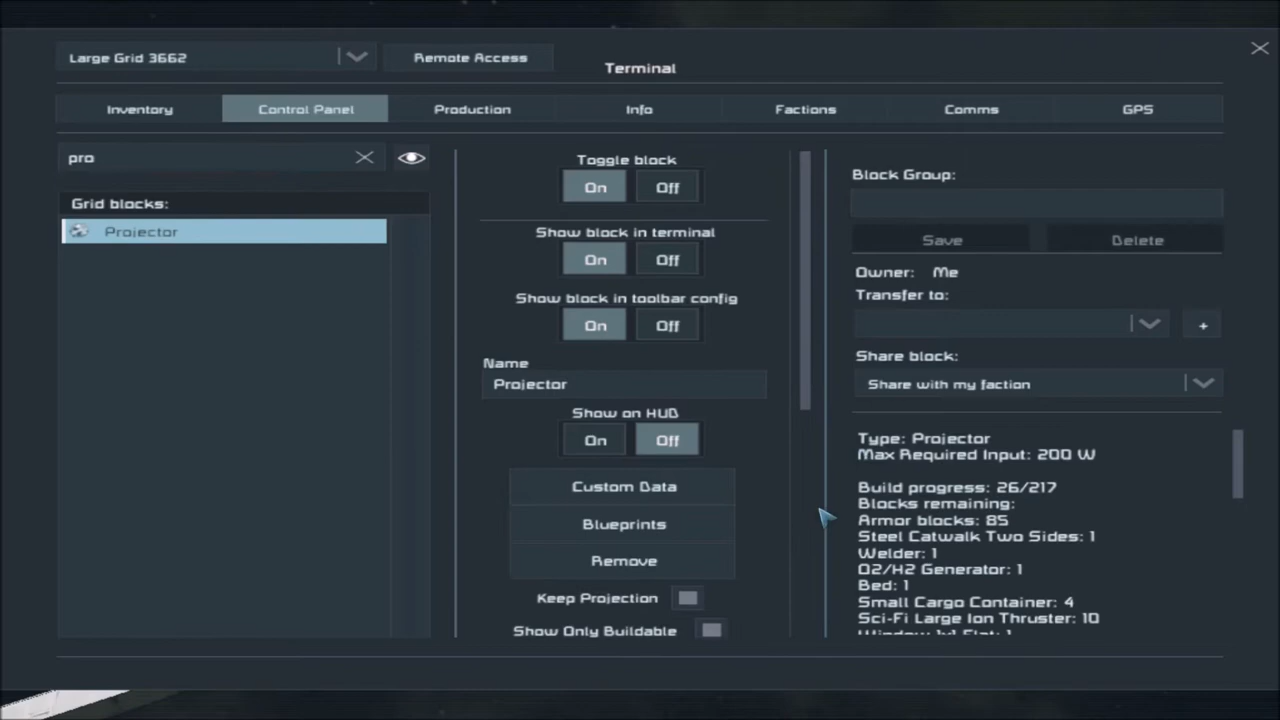 Large Grid 3662
Remote Access
Terminal
Inventory
Control Panel
Production
Info
Factions
Comms
GPS
pro
Grid blocks:
Projector
Toggle block
On
Off
Show block in terminal
On
Off
Show block in toolbar config
On
Off
Name
Projector
Show on HUD
On
Off
Custom Data
Blueprints
Remove
Keep Projection
Show Only Buildable
Block Group:
Save
Delete
Owner: Me
Transfer to:
+
Share block:
Share with my faction
Type: Projector
Max Required Input: 200 W
Build progress: 26/217
Blocks remaining:
Armor blocks: 85
Steel Catwalk Two Sides: 1
Welder: 1
O2/H2 Generator: 1
Bed: 1
Small Cargo Container: 4
Sci-Fi Large Ion Thruster: 10
Window 1x1 Flat: 1